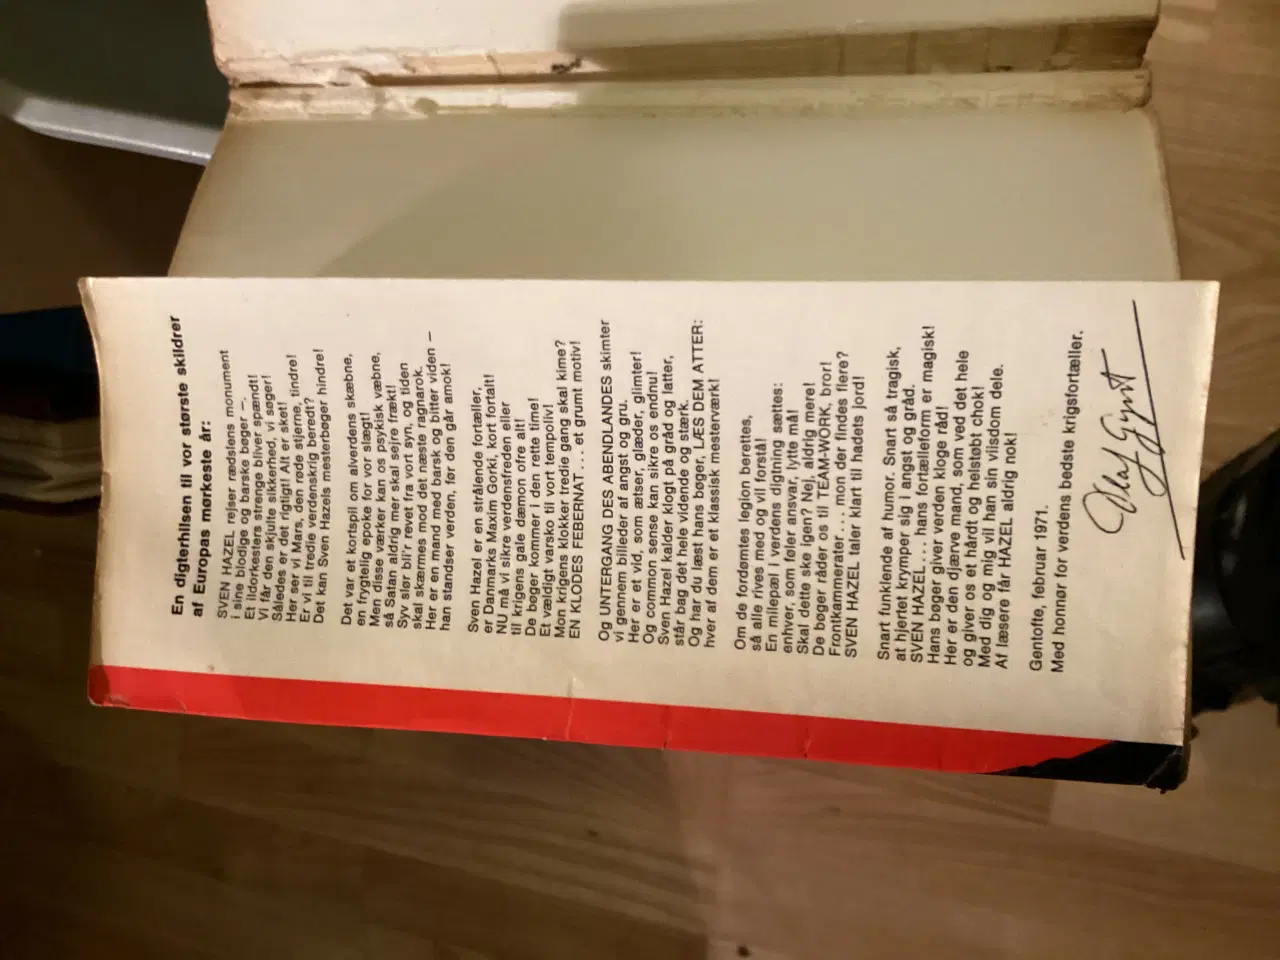 En digterhilsen til vor største skildrer
af Europas mørkeste år:
SVEN HAZEL rejser rædslens monument
i sine blodige og barske bøger –.
Et ildorkesters strenge bliver spændt!
Vi får den skjulte sikkerhed, vi søger!
Således er det rigtigt! Alt er sket!
Her ser vi Mars, den røde stjerne, tindre!
Er vi til tredie verdenskrig beredt?
Det kan Sven Hazels mesterbøger hindre!
Det var et kortspil om alverdens skæbne,
en frygtelig epoke for vor slægt!
Men disse værker kan os psykisk væbne,
så Satan aldrig mer skal sejre frækt!
Syv slør bli'r revet fra vort syn, og tiden
skal skærmes mod det næste ragnarok.
Her er en mand med barsk og bitter viden –
han standser verden, før den går amok!
Sven Hazel er en strålende fortæller,
er Danmarks Maxim Gorki, kort fortalt!
NU må vi sikre verdensfreden eller
til krigens gale dæmon ofre alt!
De bøger kommer i den rette time!
Et vældigt varsko til vort tempoliv!
Mon krigens klokker tredie gang skal kime?
EN KLODES FEBERNAT... et grumt motiv!
Og UNTERGANG DES ABENDLANDES skimter
vi gennem billeder af angst og gru.
Her er et vid, som ætser, glæder, glimter!
Og common sense kan sikre os endnu!
Sven Hazel kalder klogt på gråd og latter,
står bag det hele vidende og stærk.
Og har du læst hans bøger, LÆS DEM ATTER:
hver af dem er et klassisk mesterværk!
Om de fordømtes legion berettes,
så alle rives med og vil forstå!
En milepæl i verdens digtning sættes:
enhver, som føler ansvar, lytte må!
Skal dette ske igen? Nej, aldrig mere!
De bøger råder os til TEAM-WORK, bror!
Frontkammerater... mon der findes flere?
SVEN HAZEL taler klart til hadets jord!
Snart funklende af humor. Snart så tragisk,
at hjertet krymper sig i angst og gråd.
SVEN HAZEL... hans fortælleform er magisk!
Hans bøger giver verden kloge råd!
Her er den djærve mand, som ved det hele
og giver os et hårdt og helstøbt chok!
Med dig og mig vil han sin visdom dele.
Af læsere får HAZEL aldrig nok!
Gentofte, februar 1971.
Med honnør for verdens bedste krigsfortæller.
Olaf Gynt